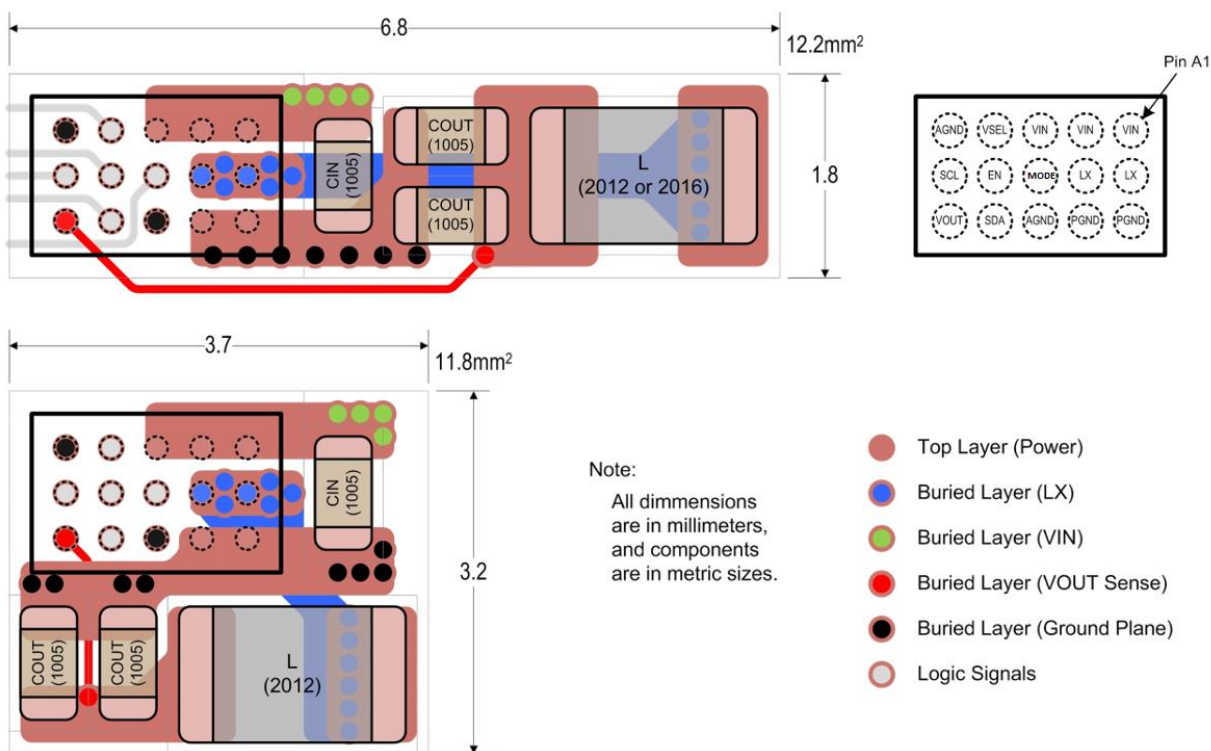 6.8
12.2mm²
Pin A1
CIN
(1005)
COUT
(1005)
COUT
(1005)
L
(2012 or 2016)
1.8
AGND VSEL VIN VIN VIN
SCL EN MODE LX LX
VOUT SDA AGND PGND PGND
3.7
11.8mm²
CIN
(1005)
COUT
(1005)
COUT
(1005)
L
(2012)
3.2
Note:
All dimmensions
are in millimeters,
and components
are in metric sizes.
Top Layer (Power)
Buried Layer (LX)
Buried Layer (VIN)
Buried Layer (VOUT Sense)
Buried Layer (Ground Plane)
Logic Signals